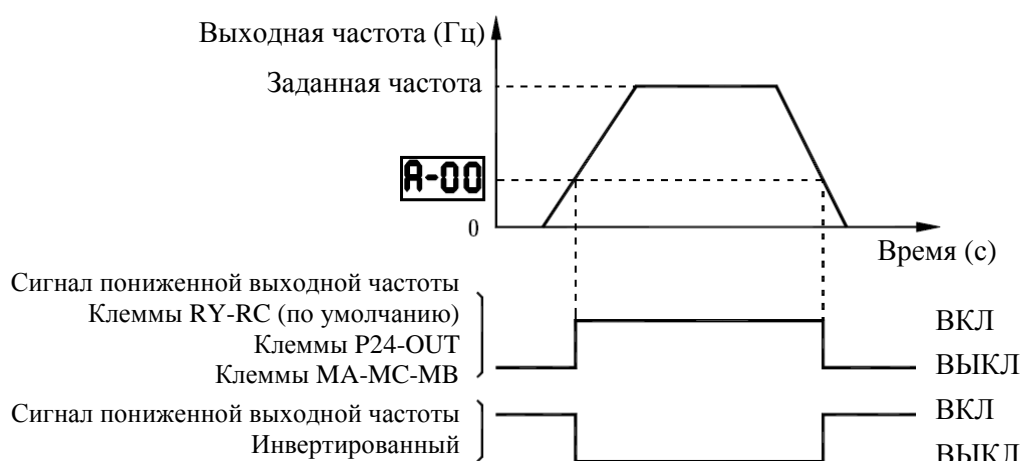 Выходная частота (Гц)
Заданная частота
A-00
0
Время (с)
Сигнал пониженной выходной частоты
Клеммы RY-RC (по умолчанию)
Клеммы P24-OUT
Клеммы MA-MC-MB
ВКЛ
ВЫКЛ
Сигнал пониженной выходной частоты
Инвертированный
ВКЛ
ВЫКЛ